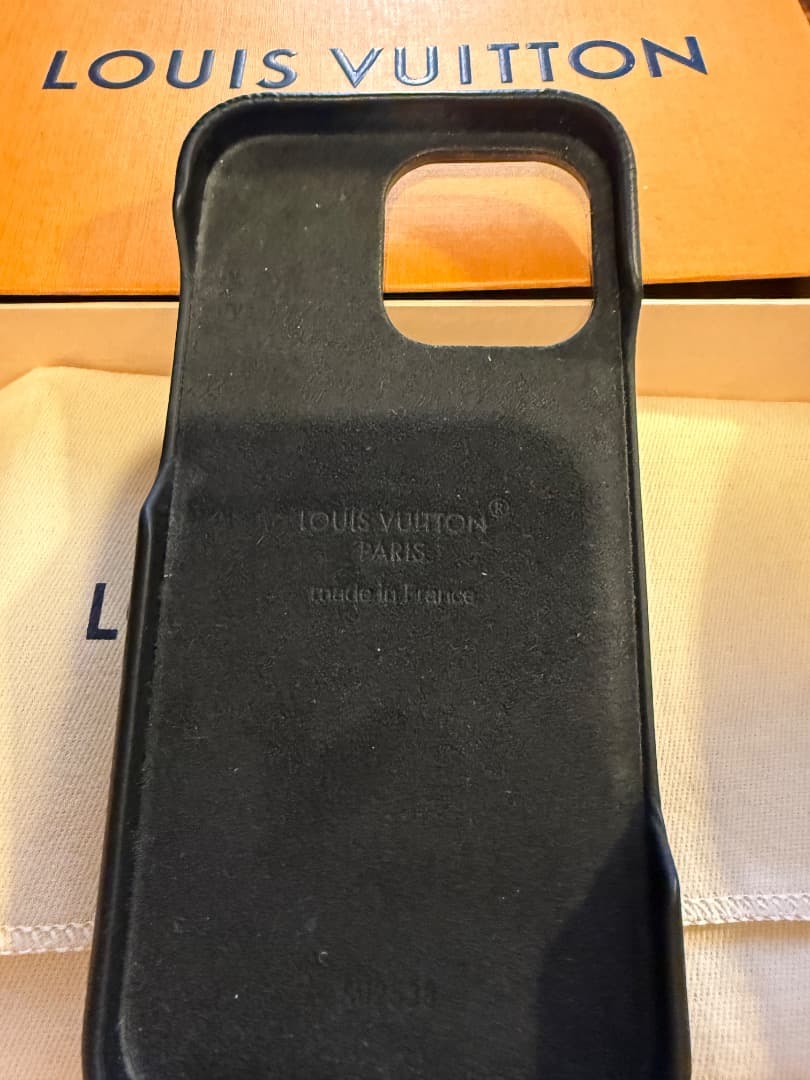 LOUIS VUITTON
LOUIS VUITTON®
PARIS
made in France
L